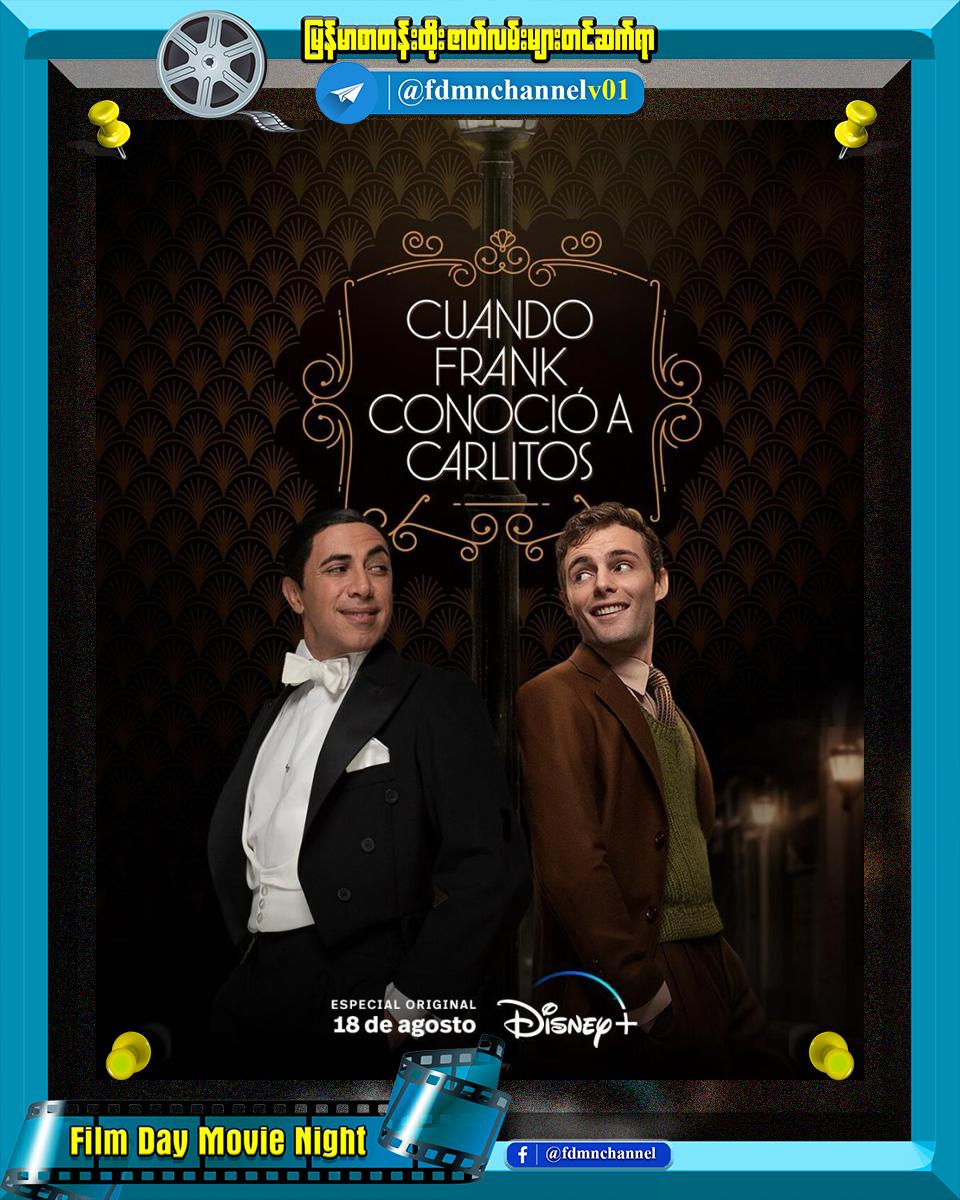 မြန်မာစာတန်းထိုးဇာတ်လမ်းများတင်ဆက်ရာ
@fdmnchannelv01
CUANDO
FRANK
CONOCIÓ A
CARLITOS
ESPECIAL ORIGINAL
18 de agosto
Disney+
Film Day Movie Night
@fdmnchannel